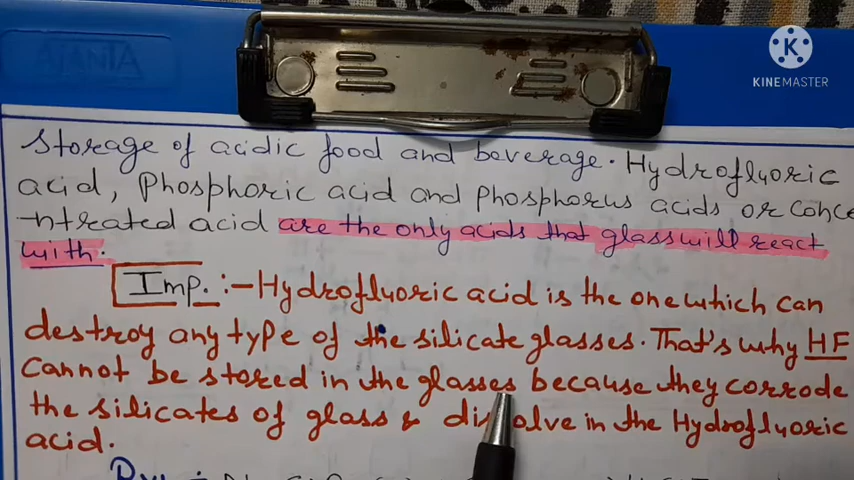 AJANTA
KINEMASTER
storage of acidic food and beverage. Hydrofluoric
acid, Phosphoric acid and Phosphorus acids or conce
-ntrated acid are the only acids that glass will react
with.
Imp. :- Hydrofluoric acid is the one which can
destroy any type of the silicate glasses. That's why HF
cannot be stored in the glasses because they corrode
the silicates of glass & dissolve in the Hydrofluoric
acid.